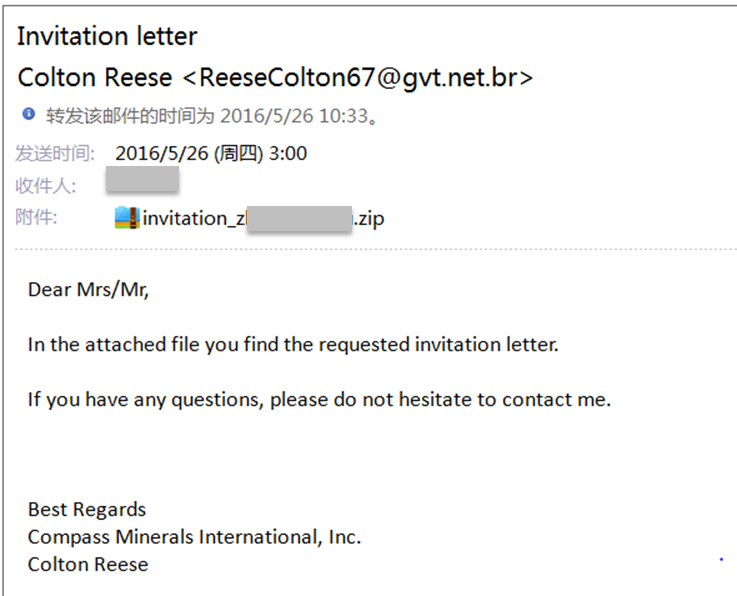 Invitation letter
Colton Reese <ReeseColton67@gvt.net.br>
转发该邮件的时间为 2016/5/26 10:33。
发送时间: 2016/5/26 (周四) 3:00
收件人:
附件: invitation_z .zip
Dear Mrs/Mr,
In the attached file you find the requested invitation letter.
If you have any questions, please do not hesitate to contact me.
Best Regards
Compass Minerals International, Inc.
Colton Reese